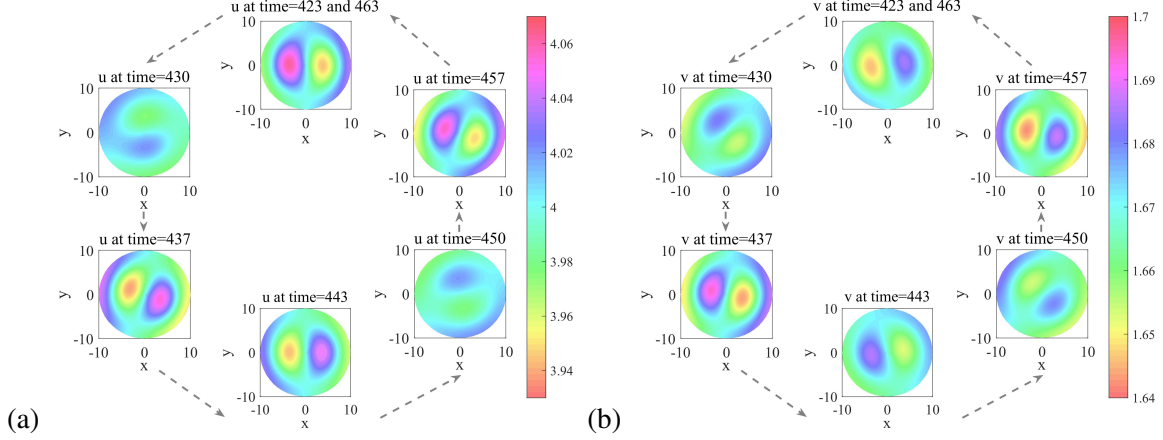 u at time=423 and 463
10
0
-10
y
-10 0 10
x
u at time=430
10
0
-10
y
-10 0 10
x
u at time=457
10
0
-10
y
-10 0 10
x
u at time=437
10
0
-10
y
-10 0 10
x
u at time=443
10
0
-10
y
-10 0 10
x
u at time=450
10
0
-10
y
-10 0 10
x
4.06
4.04
4.02
4
3.98
3.96
3.94
(a)
v at time=423 and 463
10
0
-10
y
-10 0 10
x
v at time=430
10
0
-10
y
-10 0 10
x
v at time=457
10
0
-10
y
-10 0 10
x
v at time=437
10
0
-10
y
-10 0 10
x
v at time=443
10
0
-10
y
-10 0 10
x
v at time=450
10
0
-10
y
-10 0 10
x
1.7
1.69
1.68
1.67
1.66
1.65
1.64
(b)